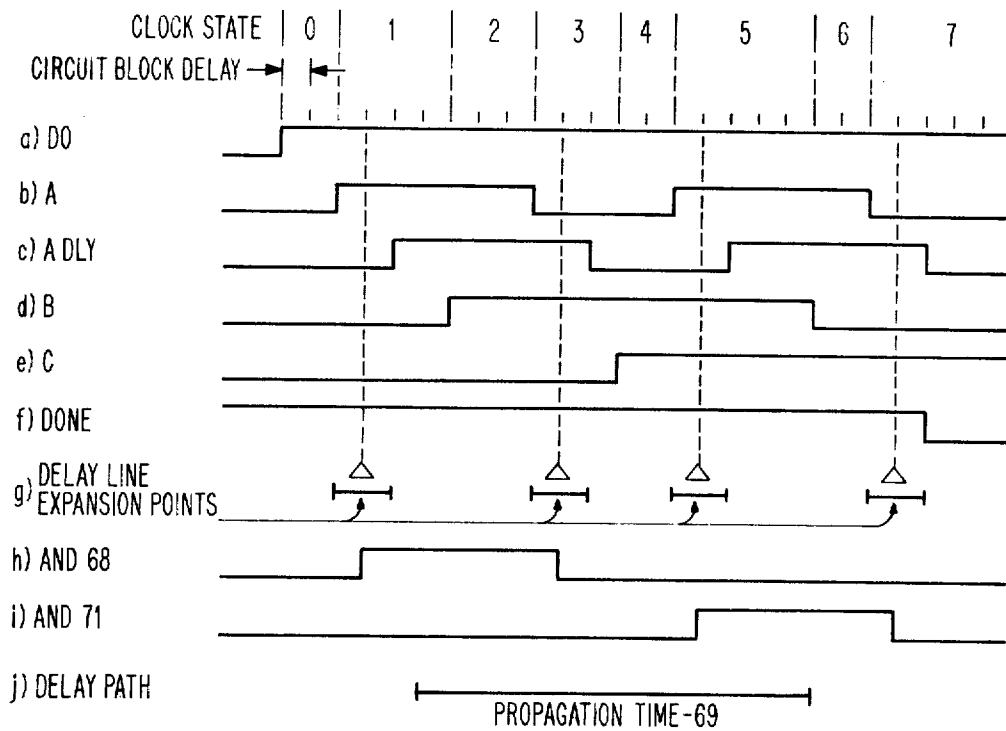 CLOCK STATE 0 1 2 3 4 5 6 7
CIRCUIT BLOCK DELAY
a) DO
b) A
c) A DLY
d) B
e) C
f) DONE
g) DELAY LINE
EXPANSION POINTS
h) AND 68
i) AND 71
j) DELAY PATH
PROPAGATION TIME-69